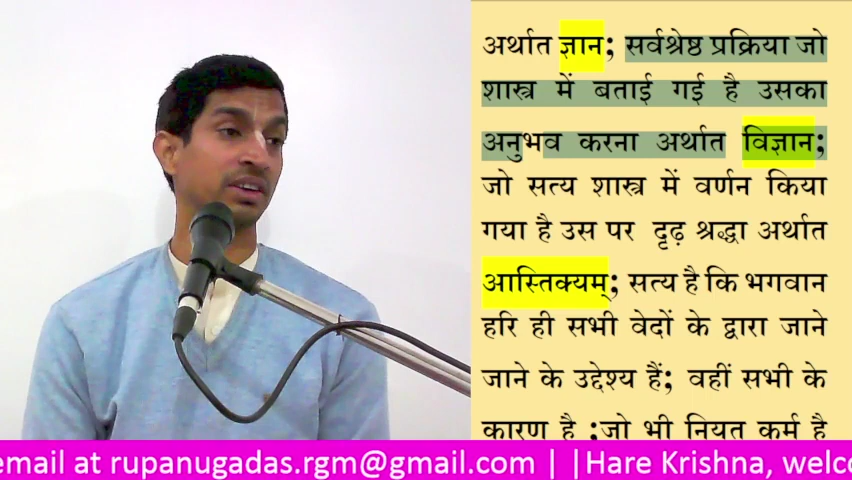 अर्थात ज्ञान; सर्वश्रेष्ठ प्रक्रिया जो
शास्त्र में बताई गई है उसका
अनुभव करना अर्थात विज्ञान;
जो सत्य शास्त्र में वर्णन किया
गया है उस पर दृढ़ श्रद्धा अर्थात
आस्तिक्यम्; सत्य है कि भगवान
हरि ही सभी वेदों के द्वारा जाने
जाने के उद्देश्य हैं; वहीं सभी के
कारण है ;जो भी नियत कर्म है
email at rupanugadas.rgm@gmail.com | |Hare Krishna, welco